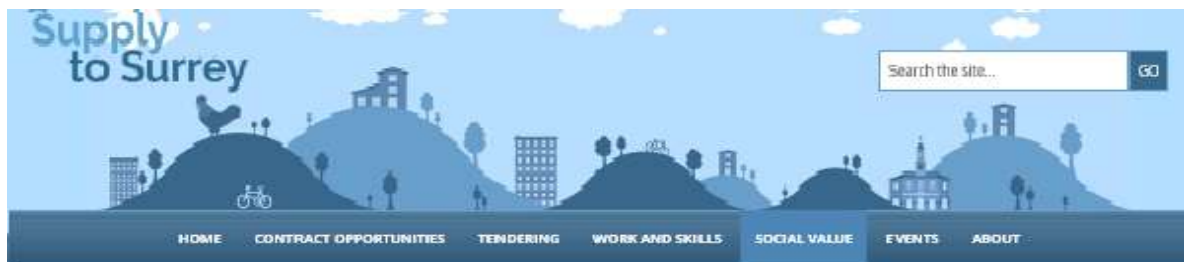 Supply
to Surrey
Search the site...
GO
HOME CONTRACT OPPORTUNITIES TENDERING WORK AND SKILLS SOCIAL VALUE EVENTS ABOUT